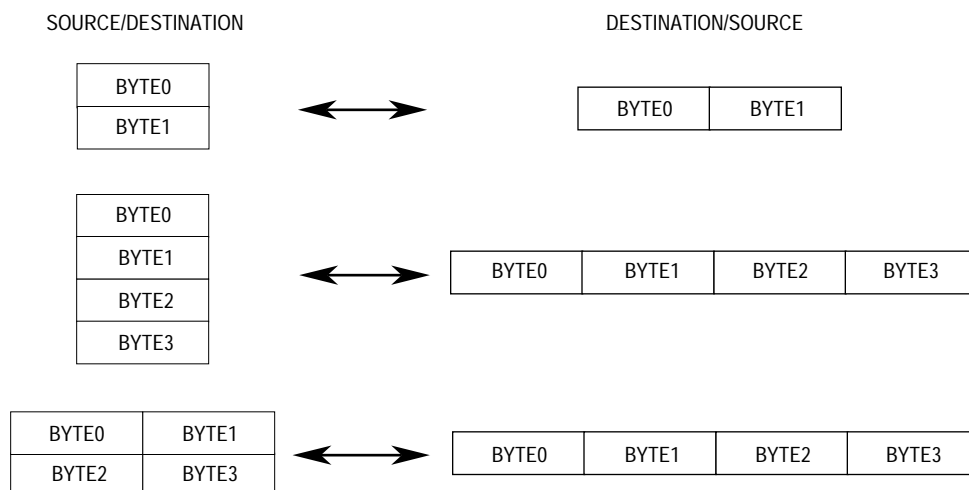 SOURCE/DESTINATION DESTINATION/SOURCE
BYTE0
BYTE1
BYTE0 BYTE1
BYTE0
BYTE1
BYTE2
BYTE3
BYTE0 BYTE1 BYTE2 BYTE3
BYTE0 BYTE1
BYTE2 BYTE3
BYTE0 BYTE1 BYTE2 BYTE3